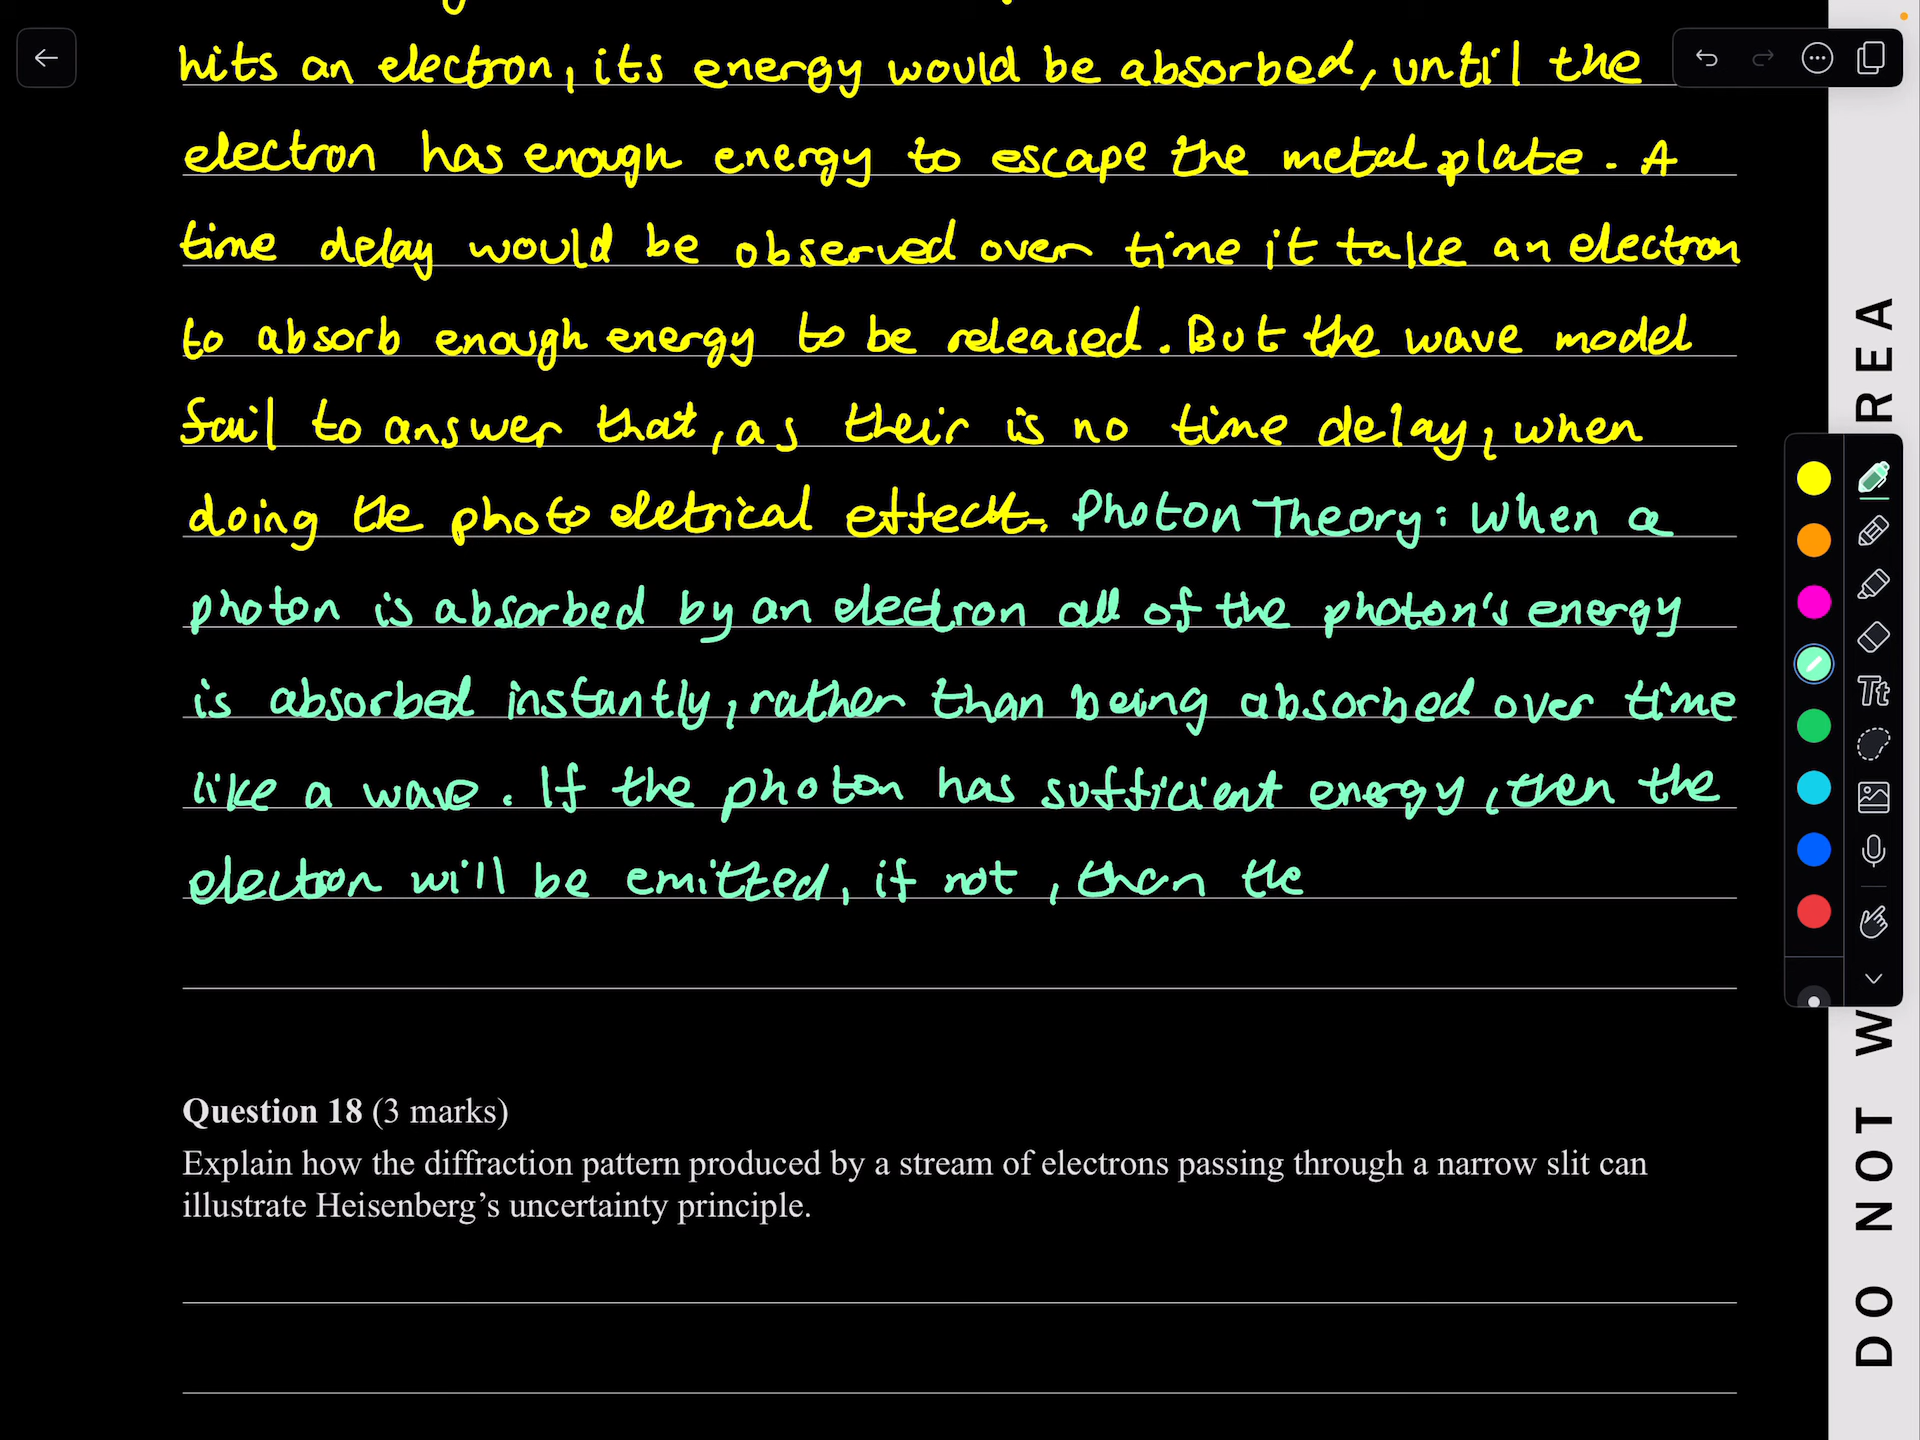 hits an electron, its energy would be absorbed, until the
electron has enough energy to escape the metal plate. A
time delay would be observed over time it take an electron
to absorb enough energy to be released. But the wave model
fail to answer that, as their is no time delay, when
doing the photo eletrical effect. Photon Theory: When a
photon is absorbed by an electron all of the photon's energy
is absorbed instantly, rather than being absorbed over time
like a wave. If the photon has sufficient energy, then the
electron will be emitted, if not, than the
Question 18 (3 marks)
Explain how the diffraction pattern produced by a stream of electrons passing through a narrow slit can
illustrate Heisenberg’s uncertainty principle.
Tt
DO NOT W
REA